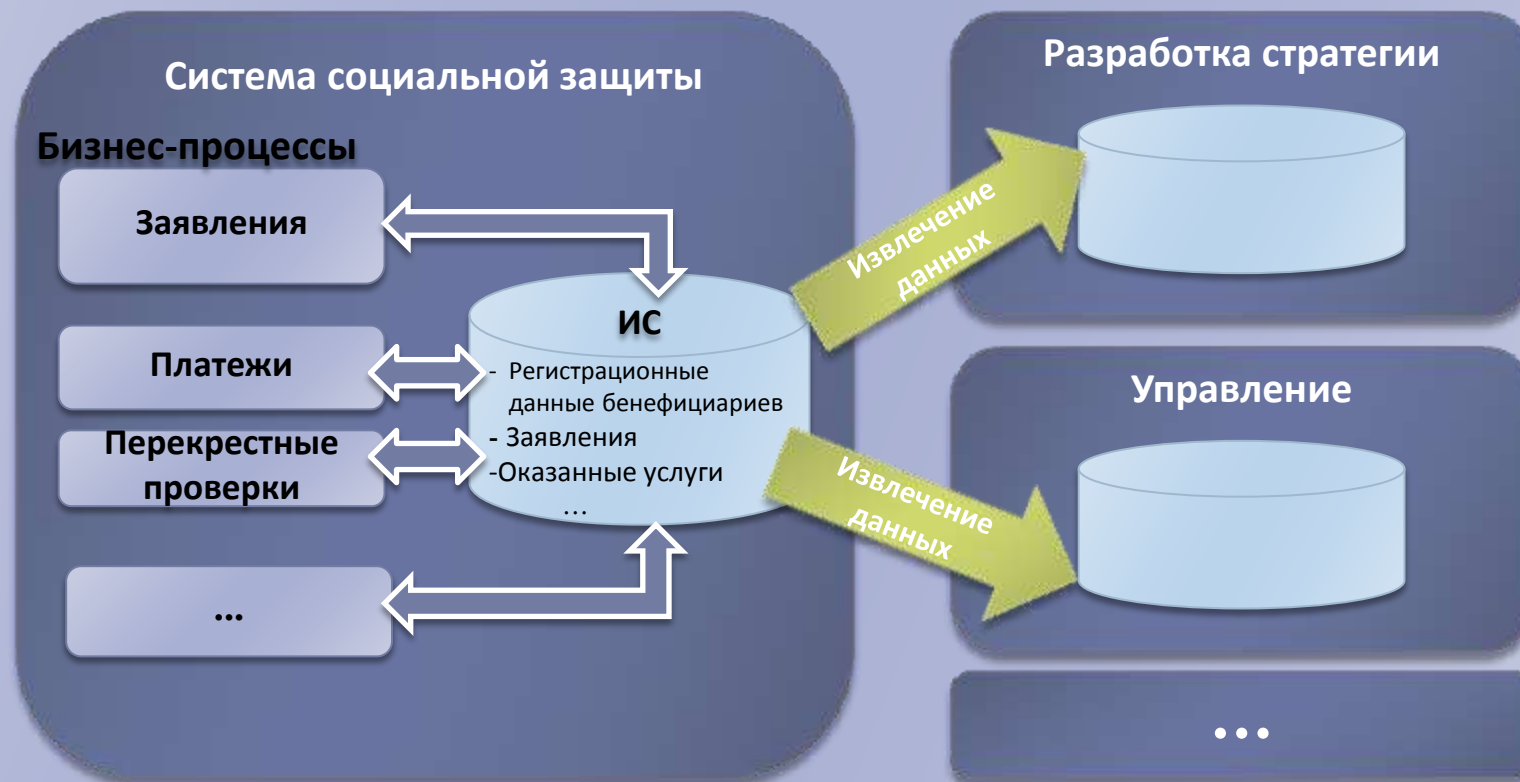 Система социальной защиты
Бизнес-процессы
Заявления
Платежи
Перекрестные
проверки
...
ИС
- Регистрационные
данные бенефициариев
- Заявления
-Оказанные услуги
...
Извлечение
данных
Извлечение
данных
Разработка стратегии
Управление
...